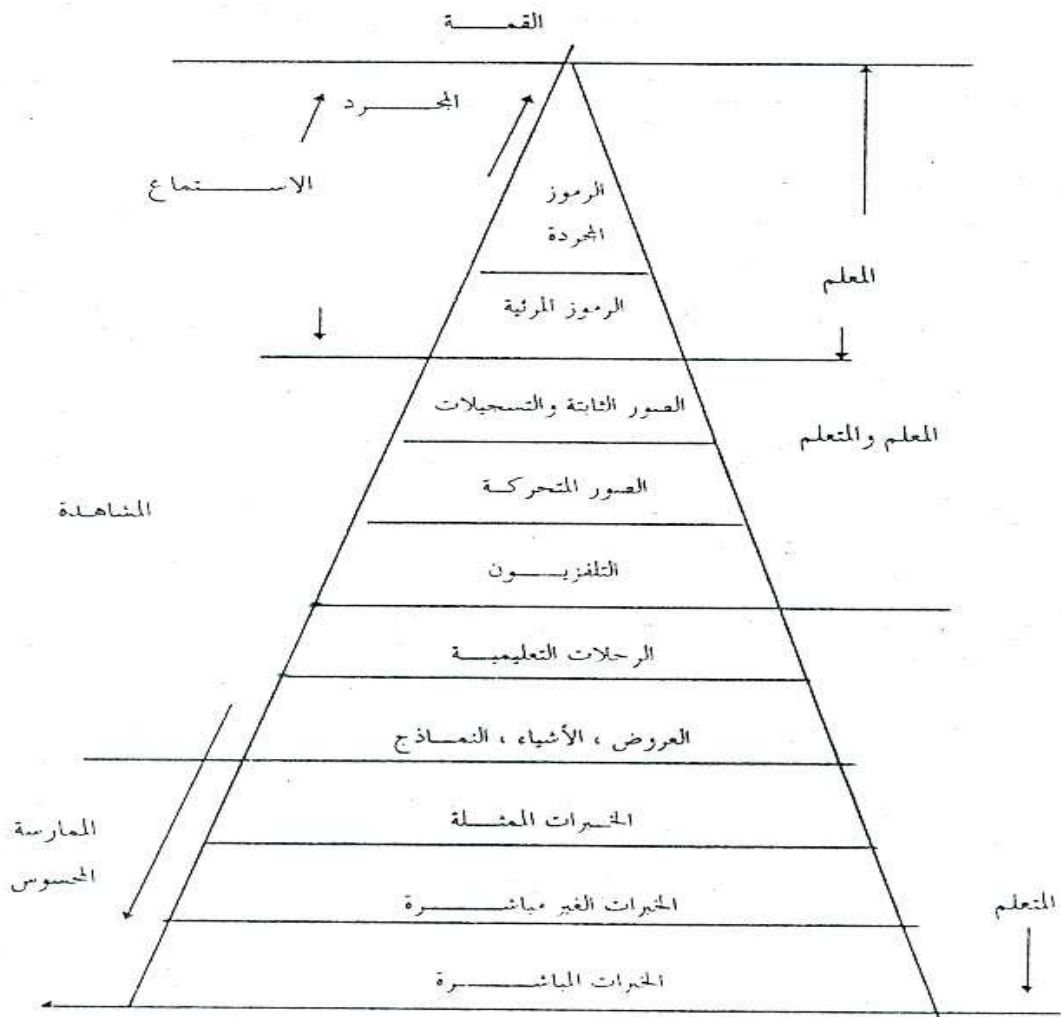 القمة
المجرد
الاستماع
الرموز
المجردة
المعلم
الرموز المرئية
الصور الثابتة والتسجيلات
المعلم والمتعلم
الصور المتحركة
المشاهدة
التلفزيون
الرحلات التعليمية
العروض ، الأشياء ، النماذج
الخبرات الممثلة
الممارسة
المحسوس
الخبرات الغير مباشرة
المتعلم
الخبرات المباشرة